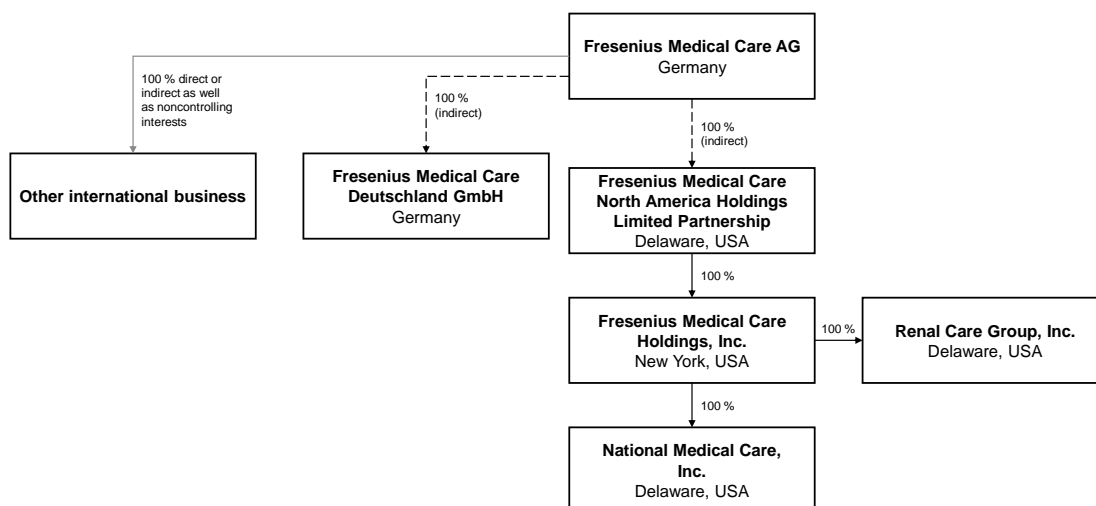 Fresenius Medical Care AG
Germany
100 % direct or
indirect as well
as noncontrolling
interests
100 %
(indirect)
100 %
(indirect)
Other international business
Fresenius Medical Care
Deutschland GmbH
Germany
Fresenius Medical Care
North America Holdings
Limited Partnership
Delaware, USA
100 %
Fresenius Medical Care
Holdings, Inc.
New York, USA
100 %
Renal Care Group, Inc.
Delaware, USA
100 %
National Medical Care,
Inc.
Delaware, USA